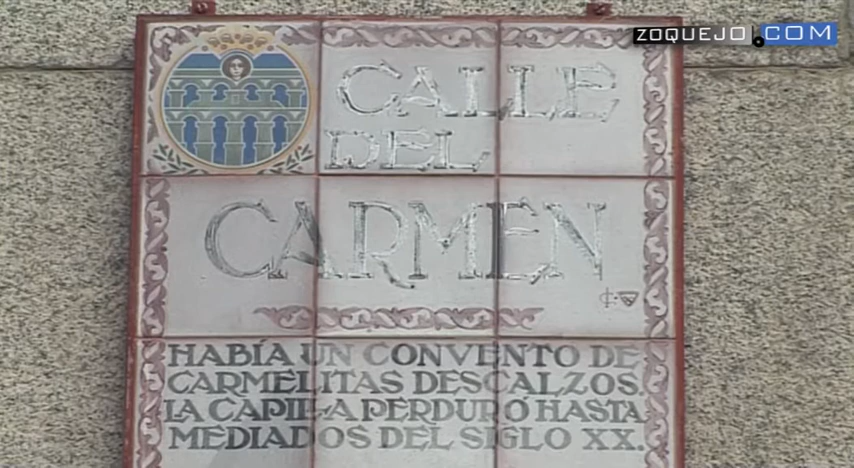 ZOQUEJO.COM
CALLE
DEL
CARMEN
HABÍA UN CONVENTO DE
CARMELITAS DESCALZOS.
LA CAPILLA PERDURÓ HASTA
MEDIADOS DEL SIGLO XX.